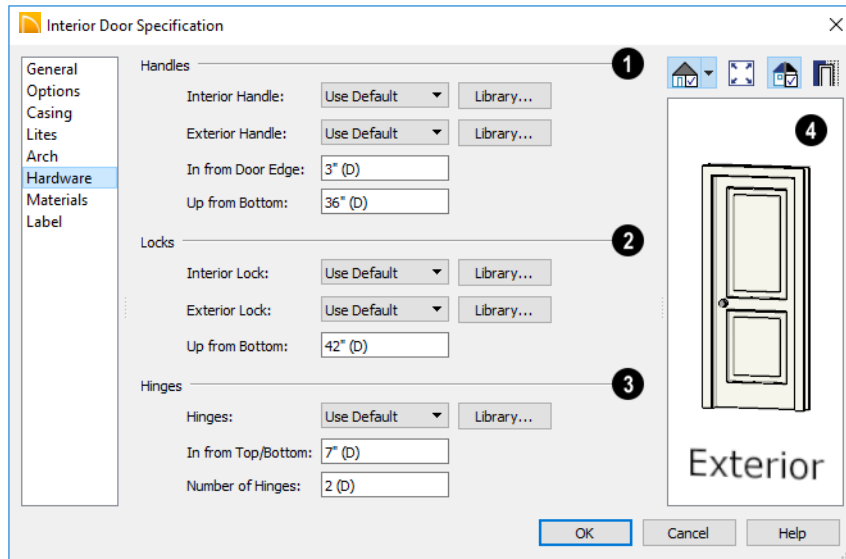 Interior Door Specification
General
Options
Casing
Lites
Arch
Hardware
Materials
Label
Handles
1
Interior Handle: Use Default Library...
Exterior Handle: Use Default Library...
In from Door Edge: 3" (D)
Up from Bottom: 36" (D)
Locks
2
Interior Lock: Use Default Library...
Exterior Lock: Use Default Library...
Up from Bottom: 42" (D)
Hinges
3
Hinges: Use Default Library...
In from Top/Bottom: 7" (D)
Number of Hinges: 2 (D)
4
Exterior
OK Cancel Help